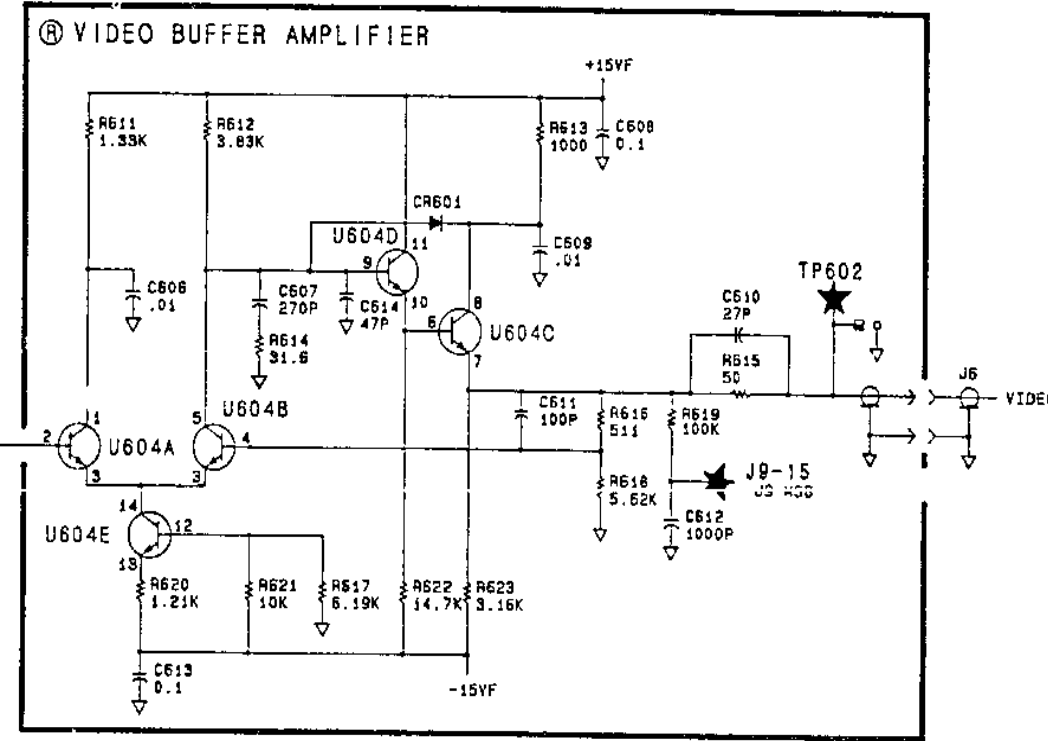 Ⓡ VIDEO BUFFER AMPLIFIER
+15VF
R611
1.33K
R612
3.83K
R613
1000
C608
0.1
CR601
U604D
11
9
10
C609
.01
C606
.01
C607
270P
C614
47P
R614
31.6
8
6
U604C
7
TP602
C610
27P
R615
50
J6
VIDEO
1
2
U604A
3
U604B
5
4
3
C611
100P
R616
511
R619
100K
R618
5.62K
J9-15
C612
1000P
14
U604E
12
13
R620
1.21K
R621
10K
R617
6.19K
R622
14.7K
R623
3.16K
C613
0.1
-15VF